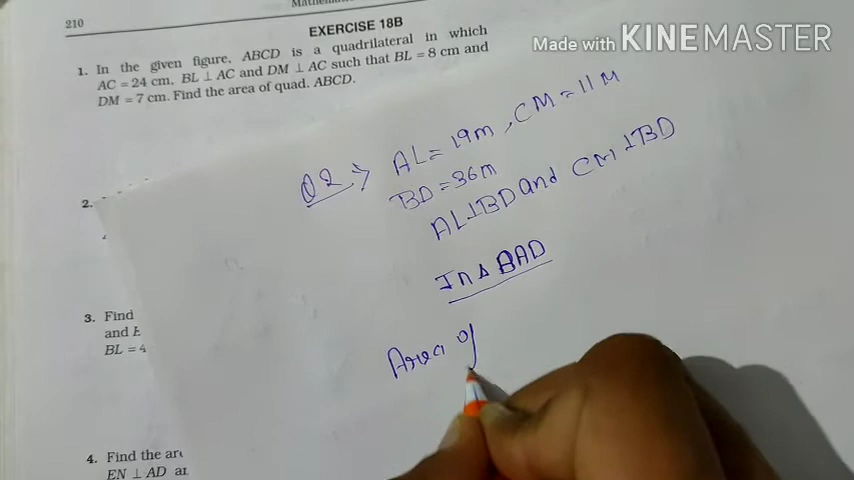 210
EXERCISE 18B
Made with KINEMASTER
1. In the given figure, ABCD is a quadrilateral in which
AC = 24 cm, BL ⊥ AC and DM ⊥ AC such that BL = 8 cm and
DM = 7 cm. Find the area of quad. ABCD.
Q2 → AL = 19m, CM = 11M
BD = 36m
AL⊥BD and CM⊥BD
2.
In Δ BAD
3. Find
and
BL = 4
Area of
4. Find the
EN ⊥ AD